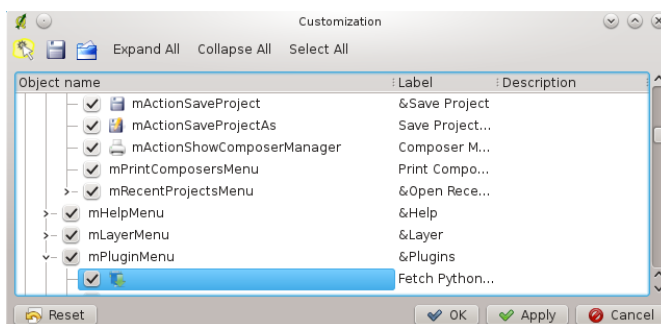 Customization
Expand All Collapse All Select All
Object name Label Description
mActionSaveProject &Save Project
mActionSaveProjectAs Save Project...
mActionShowComposerManager Composer M...
mPrintComposersMenu Print Compo...
mRecentProjectsMenu &Open Rece...
mHelpMenu &Help
mLayerMenu &Layer
mPluginMenu &Plugins
Fetch Python...
Reset OK Apply Cancel